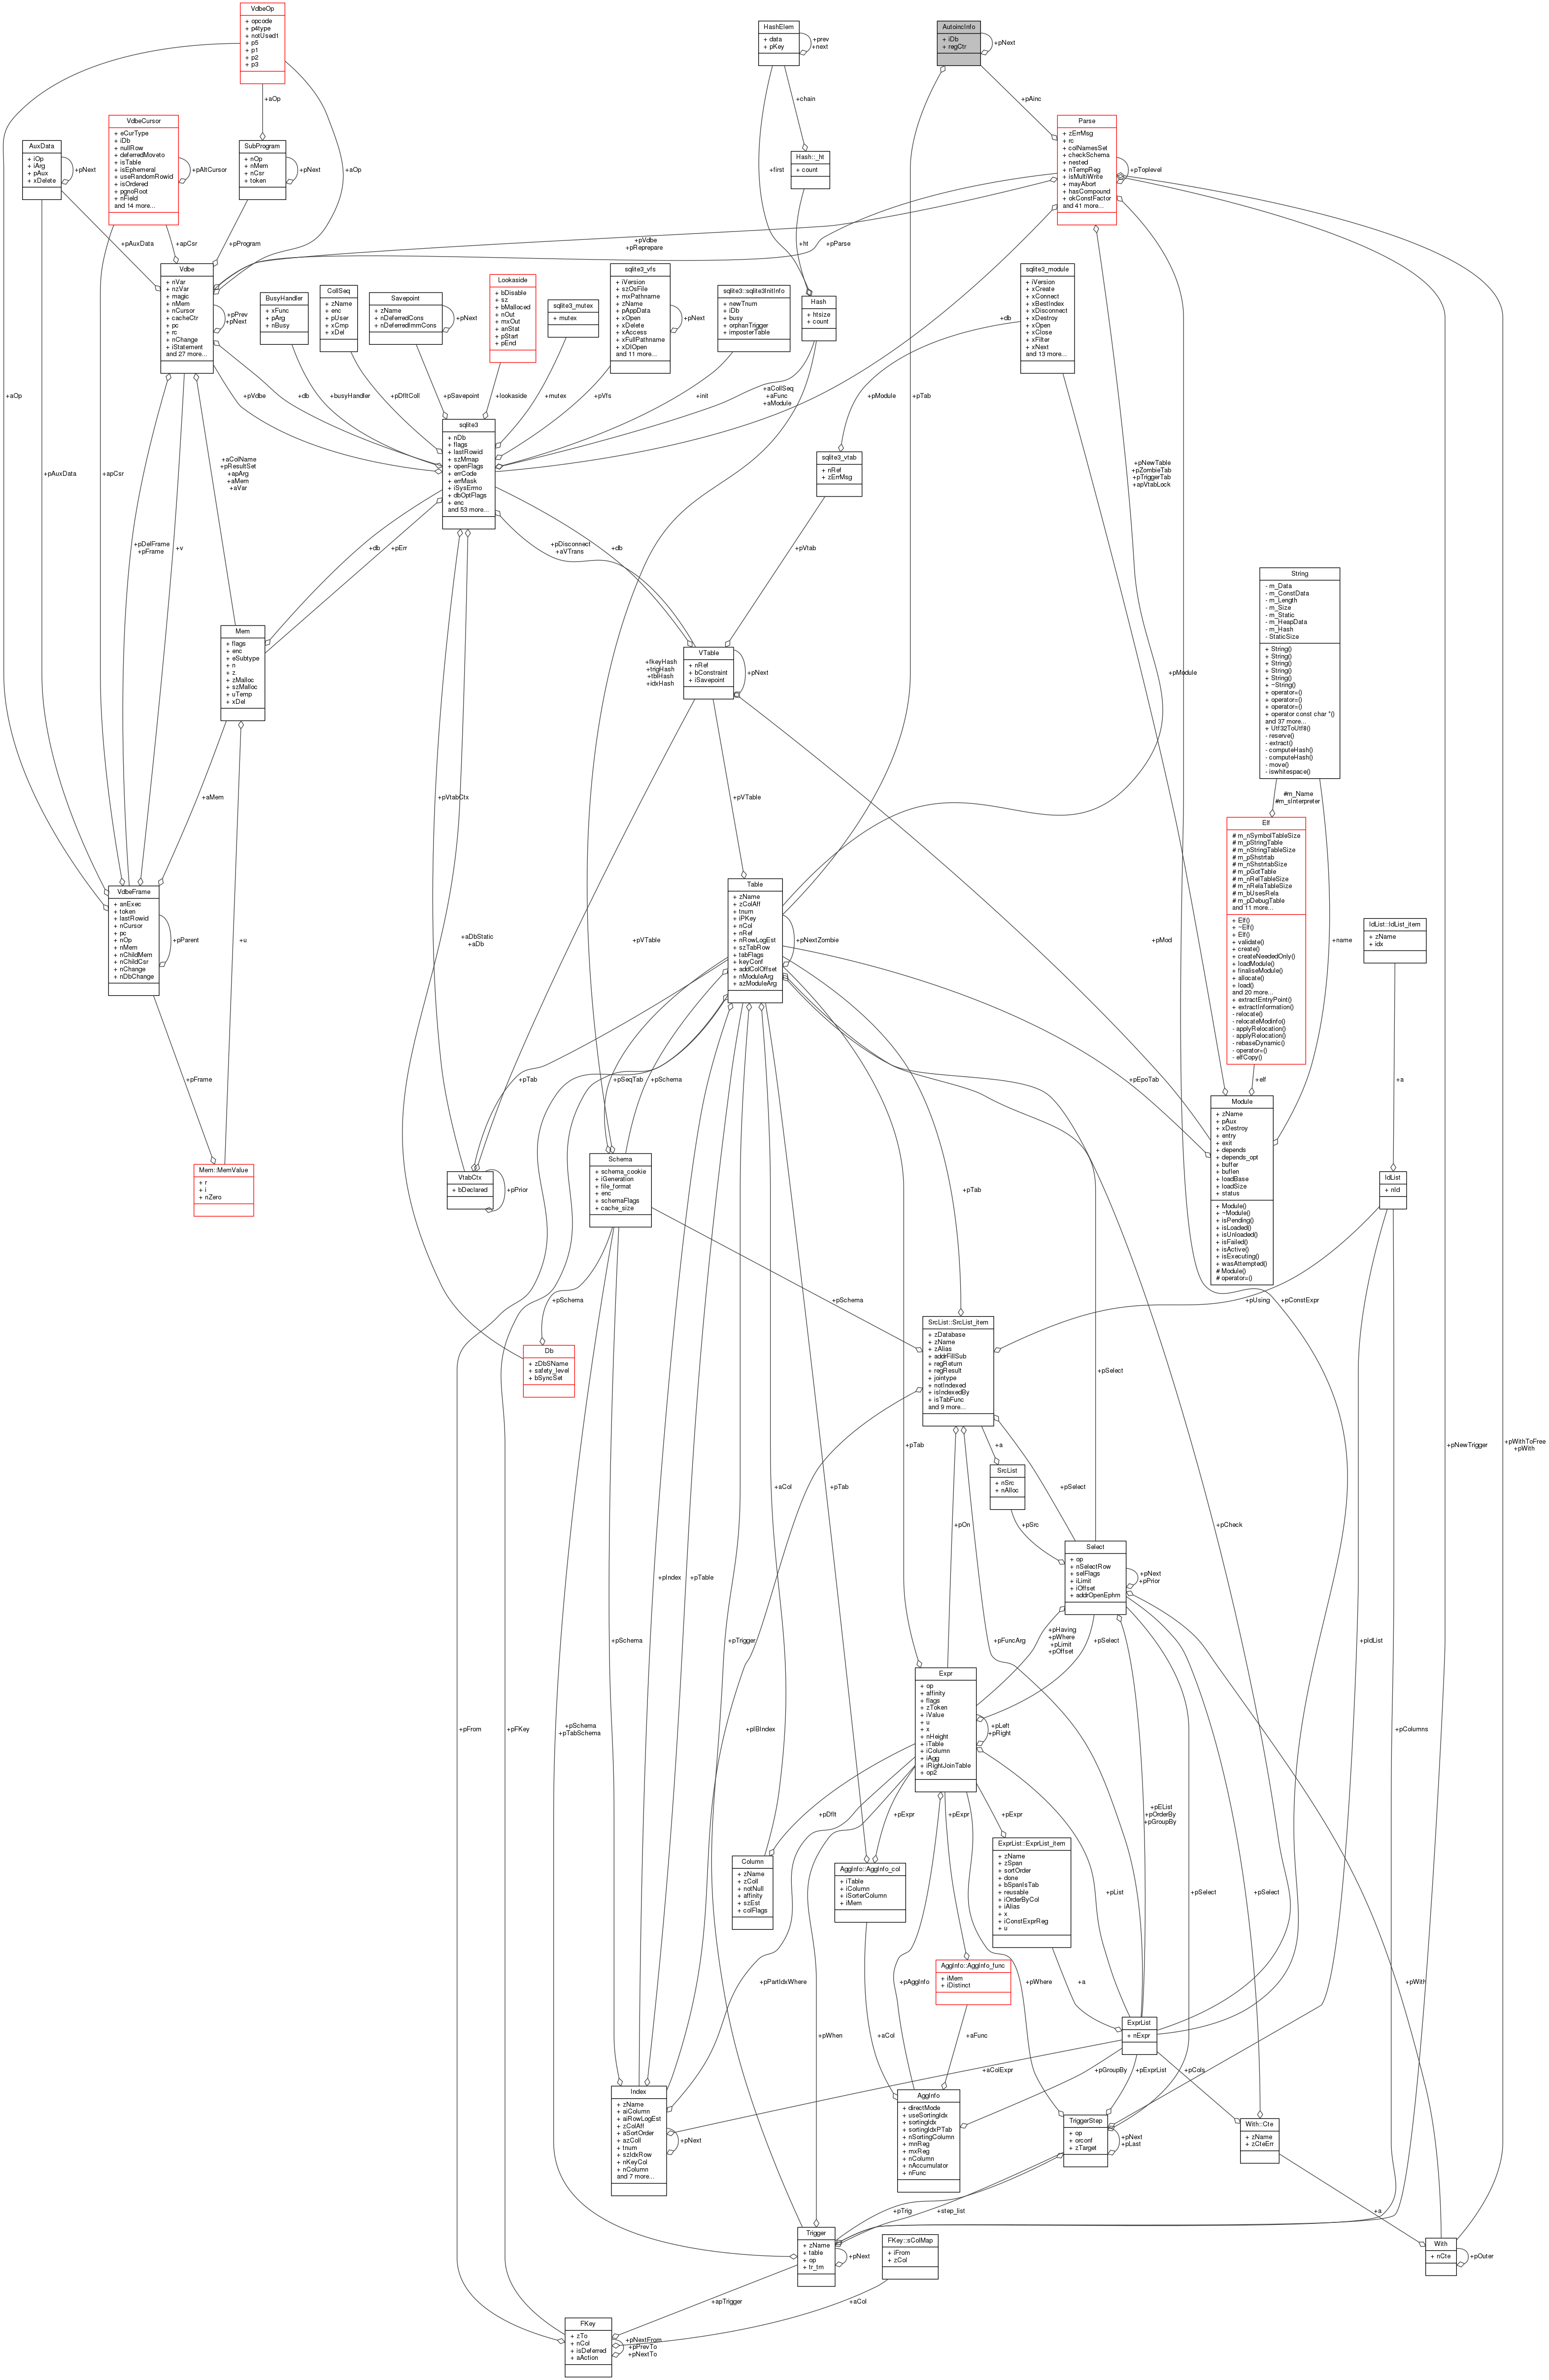 VdbeOp
+ opcode
+ p4type
+ notUsed1
+ p5
+ p1
+ p2
+ p3
HashElem
+ data
+ pKey
+prev
+next
AutoincInfo
+ iDb
+ regCtr
+pNext
+aOp
+chain
+pAinc
VdbeCursor
+ eCurType
+ iDb
+ nullRow
+ deferredMoveto
+ isTable
+ isEphemeral
+ useRandomRowid
+ isOrdered
+ pgnoRoot
+ nField
and 14 more...
+pAltCursor
AuxData
+ iOp
+ iArg
+ pAux
+ xDelete
+pNext
SubProgram
+ nOp
+ nMem
+ nCsr
+ token
+pNext
+aOp
+first
Hash::_ht
+ count
Parse
+ zErrMsg
+ rc
+ colNamesSet
+ checkSchema
+ nested
+ nTempReg
+ isMultiWrite
+ mayAbort
+ hasCompound
+ okConstFactor
and 41 more...
+pToplevel
+pAuxData
+apCsr
+pProgram
+pVdbe
+pReprepare
+ht
+pParse
Vdbe
+ nVar
+ nzVar
+ magic
+ nMem
+ nCursor
+ cacheCtr
+ pc
+ rc
+ nChange
+ iStatement
and 27 more...
+pPrev
+pNext
BusyHandler
+ xFunc
+ pArg
+ nBusy
CollSeq
+ zName
+ enc
+ pUser
+ xCmp
+ xDel
Savepoint
+ zName
+ nDeferredCons
+ nDeferredImmCons
+pNext
Lookaside
+ bDisable
+ sz
+ bMalloced
+ nOut
+ mxOut
+ anStat
+ pStart
+ pEnd
sqlite3_mutex
+ mutex
sqlite3_vfs
+ iVersion
+ szOsFile
+ mxPathname
+ zName
+ pAppData
+ xOpen
+ xDelete
+ xAccess
+ xFullPathname
+ xDlOpen
and 11 more...
+pNext
sqlite3::sqlite3InitInfo
+ newTnum
+ iDb
+ busy
+ orphanTrigger
+ imposterTable
Hash
+ htsize
+ count
sqlite3_module
+ iVersion
+ xCreate
+ xConnect
+ xBestIndex
+ xDisconnect
+ xDestroy
+ xOpen
+ xClose
+ xFilter
+ xNext
and 13 more...
+db
+aOp
+pVdbe
+db
+busyHandler
+pDfltColl
+pSavepoint
+lookaside
+mutex
+pVfs
+init
+aCollSeq
+aFunc
+aModule
+pModule
+pTab
sqlite3
+ nDb
+ flags
+ lastRowid
+ szMmap
+ openFlags
+ errCode
+ errMask
+ iSysErrno
+ dbOptFlags
+ enc
and 53 more...
+pAuxData
+apCsr
+aColName
+pResultSet
+apArg
+aMem
+aVar
sqlite3_vtab
+ nRef
+ zErrMsg
+pNewTable
+pZombieTab
+pTriggerTab
+apVtabLock
+pDelFrame
+pFrame
+v
+db
+pErr
+pDisconnect
+aVTrans
+db
+pVtab
+pModule
String
- m_Data
- m_ConstData
- m_Length
- m_Size
- m_Static
- m_HeapData
- m_Hash
- StaticSize
+ String()
+ String()
+ String()
+ String()
+ String()
+ ~String()
+ operator=()
+ operator=()
+ operator=()
+ operator const char *()
and 37 more...
+ Utf32ToUtf8()
- reserve()
- extract()
- computeHash()
- computeHash()
- move()
- iswhitespace()
Mem
+ flags
+ enc
+ eSubtype
+ n
+ z
+ zMalloc
+ szMalloc
+ uTemp
+ xDel
+fkeyHash
+trigHash
+tblHash
+idxHash
VTable
+ nRef
+ bConstraint
+ iSavepoint
+pNext
+aMem
+pVtabCtx
+pVTable
#m_Name
#m_sInterpreter
Elf
# m_nSymbolTableSize
# m_pStringTable
# m_nStringTableSize
# m_pShstrtab
# m_nShstrtabSize
# m_pGotTable
# m_nRelTableSize
# m_nRelaTableSize
# m_bUsesRela
# m_pDebugTable
and 11 more...
+ Elf()
+ ~Elf()
+ Elf()
+ validate()
+ create()
+ createNeededOnly()
+ loadModule()
+ finaliseModule()
+ allocate()
+ load()
and 20 more...
+ extractEntryPoint()
+ extractInformation()
- relocate()
- relocateModinfo()
- applyRelocation()
- applyRelocation()
- rebaseDynamic()
- operator=()
- elfCopy()
VdbeFrame
+ anExec
+ token
+ lastRowid
+ nCursor
+ pc
+ nOp
+ nMem
+ nChildMem
+ nChildCsr
+ nChange
+ nDbChange
+pParent
+u
+aDbStatic
+aDb
+pVTable
Table
+ zName
+ zColAff
+ tnum
+ iPKey
+ nCol
+ nRef
+ nRowLogEst
+ szTabRow
+ tabFlags
+ keyConf
+ addColOffset
+ nModuleArg
+ azModuleArg
+pNextZombie
+pMod
+name
IdList::IdList_item
+ zName
+ idx
+pFrame
+pTab
+pSeqTab
+pSchema
+pEpoTab
+elf
+a
Mem::MemValue
+ r
+ i
+ nZero
VtabCtx
+ bDeclared
+pPrior
Schema
+ schema_cookie
+ iGeneration
+ file_format
+ enc
+ schemaFlags
+ cache_size
+pTab
Module
+ zName
+ pAux
+ xDestroy
+ entry
+ exit
+ depends
+ depends_opt
+ buffer
+ buflen
+ loadBase
+ loadSize
+ status
+ Module()
+ ~Module()
+ isPending()
+ isLoaded()
+ isUnloaded()
+ isFailed()
+ isActive()
+ isExecuting()
+ wasAttempted()
# Module()
# operator=()
IdList
+ nId
+pSchema
+pSchema
+pUsing
+pConstExpr
Db
+ zDbSName
+ safety_level
+ bSyncSet
SrcList::SrcList_item
+ zDatabase
+ zName
+ zAlias
+ addrFillSub
+ regReturn
+ regResult
+ jointype
+ notIndexed
+ isIndexedBy
+ isTabFunc
and 9 more...
+pSelect
+pIdList
+pNewTrigger
+pWithToFree
+pWith
+pTab
+a
SrcList
+ nSrc
+ nAlloc
+aCol
+pTab
+pSelect
+pIndex
+pTable
+pOn
+pSrc
+pCheck
Select
+ op
+ nSelectRow
+ selFlags
+ iLimit
+ iOffset
+ addrOpenEphm
+pNext
+pPrior
+pSchema
+pTrigger
+pFuncArg
+pHaving
+pWhere
+pLimit
+pOffset
+pSelect
Expr
+ op
+ affinity
+ flags
+ zToken
+ iValue
+ u
+ x
+ nHeight
+ iTable
+ iColumn
+ iAgg
+ iRightJoinTable
+ op2
+pLeft
+pRight
+pFrom
+pFKey
+pSchema
+pTabSchema
+pIBIndex
+pColumns
+pDflt
+pExpr
+pExpr
+pExpr
+pEList
+pOrderBy
+pGroupBy
Column
+ zName
+ zColl
+ notNull
+ affinity
+ szEst
+ colFlags
AggInfo::AggInfo_col
+ iTable
+ iColumn
+ iSorterColumn
+ iMem
ExprList::ExprList_item
+ zName
+ zSpan
+ sortOrder
+ done
+ bSpanIsTab
+ reusable
+ iOrderByCol
+ iAlias
+ x
+ iConstExprReg
+ u
+pList
+pSelect
+pSelect
AggInfo::AggInfo_func
+ iMem
+ iDistinct
+pPartIdxWhere
+pAggInfo
+pWhere
+a
+pWith
ExprList
+ nExpr
+pWhen
+aCol
+aFunc
+aColExpr
+pGroupBy
+pExprList
+pCols
Index
+ zName
+ aiColumn
+ aiRowLogEst
+ zColAff
+ aSortOrder
+ azColl
+ tnum
+ szIdxRow
+ nKeyCol
+ nColumn
and 7 more...
+pNext
AggInfo
+ directMode
+ useSortingIdx
+ sortingIdx
+ sortingIdxPTab
+ nSortingColumn
+ mnReg
+ mxReg
+ nColumn
+ nAccumulator
+ nFunc
TriggerStep
+ op
+ orconf
+ zTarget
+pNext
+pLast
With::Cte
+ zName
+ zCteErr
+pTrig
+step_list
+a
Trigger
+ zName
+ table
+ op
+ tr_tm
+pNext
FKey::sColMap
+ iFrom
+ zCol
With
+ nCte
+pOuter
+apTrigger
+aCol
FKey
+ zTo
+ nCol
+ isDeferred
+ aAction
+pNextFrom
+pPrevTo
+pNextTo